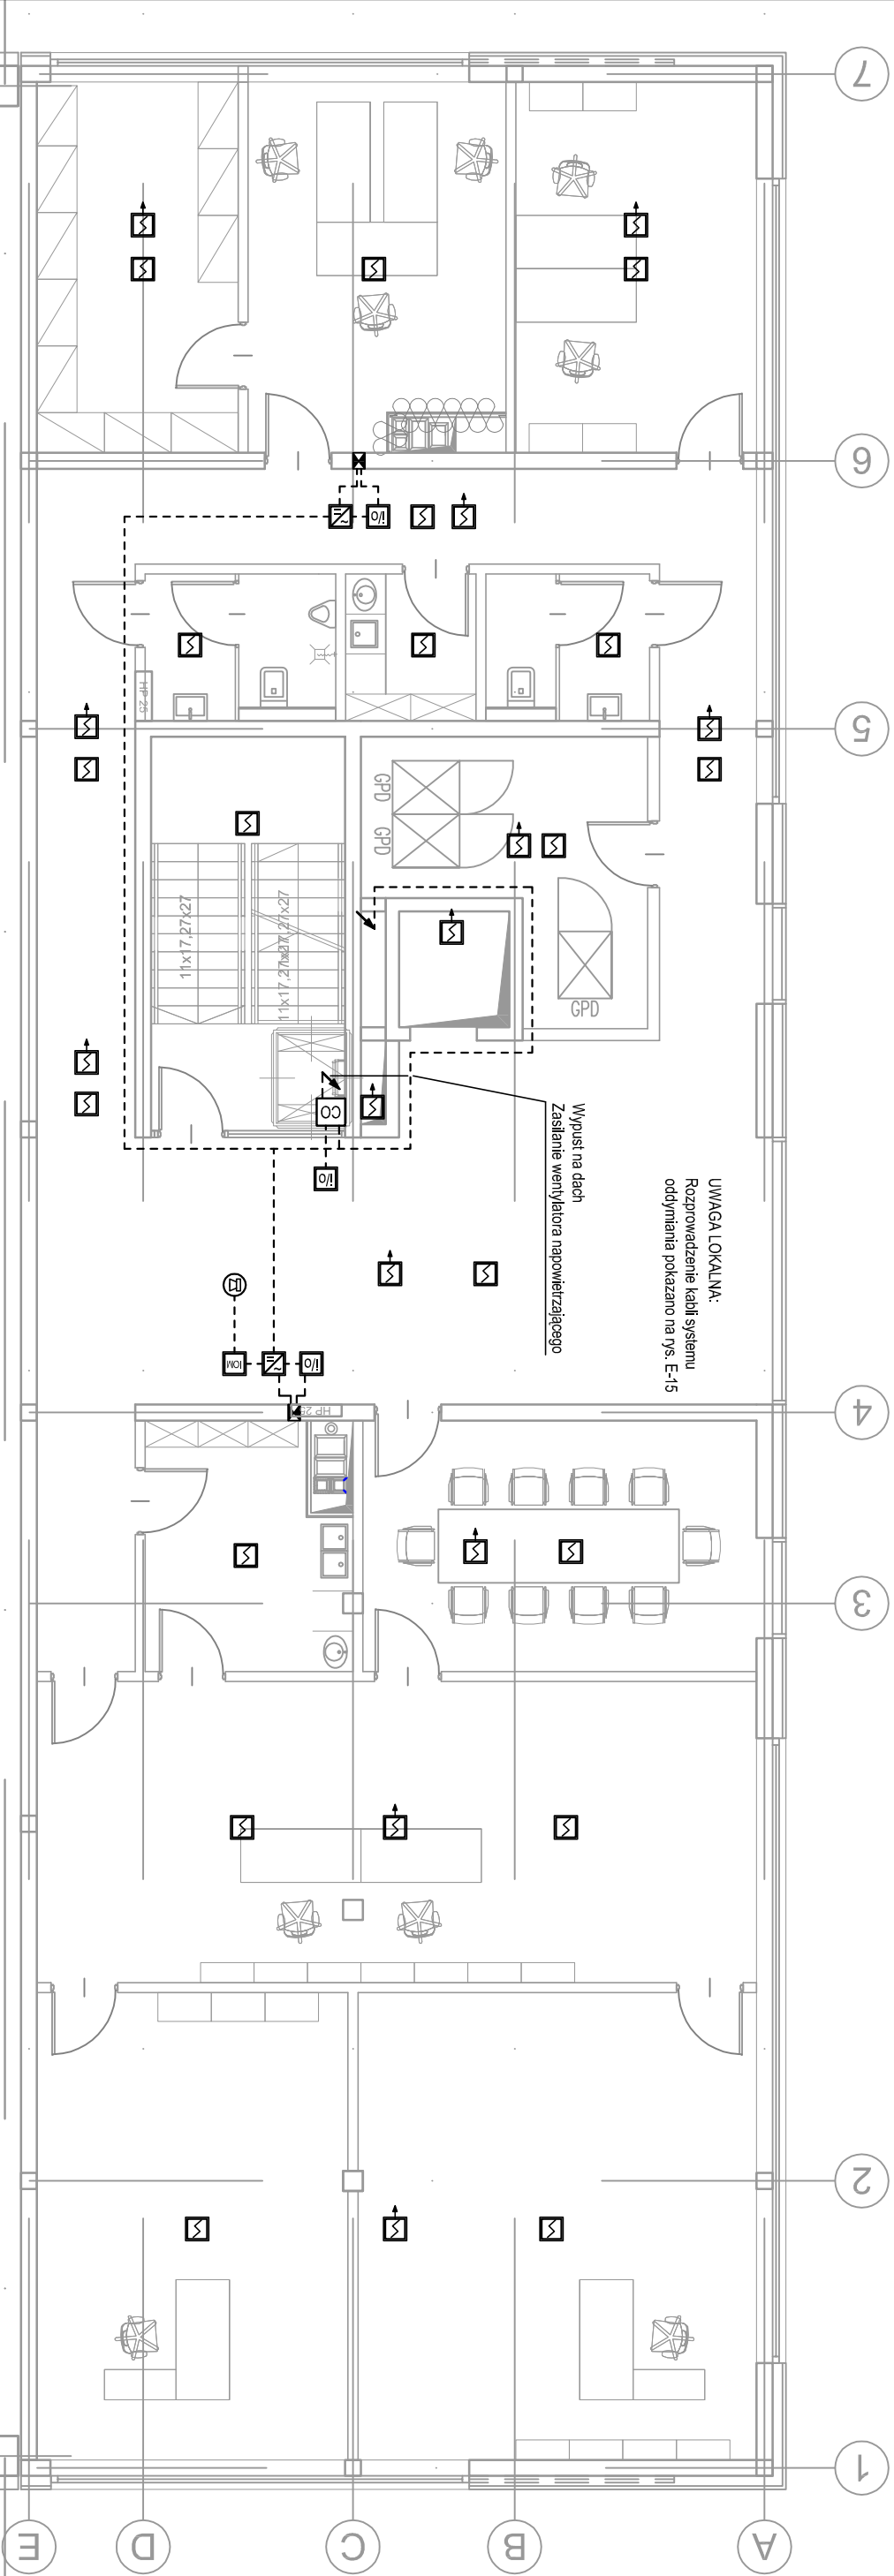 7
6
5
4
3
2
1
E
D
C
B
A
i/o
HP 25
GPD
GPD
11x17,27x27
11x17,27x27
GPD
CO
i/o
Wypust na dach
Zasilanie wentylatora napowietrzającego
UWAGA LOKALNA:
Rozprowadzenie kabli systemu
oddymiania pokazano na rys. E-15
IOM
i/o
HP 25